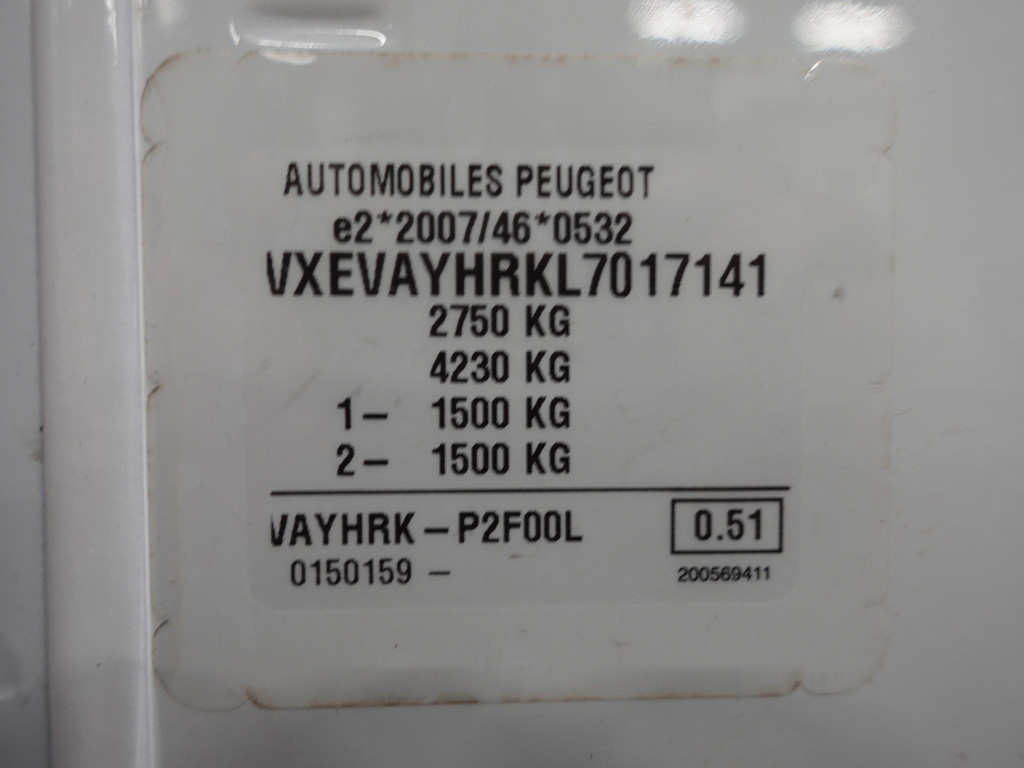 AUTOMOBILES PEUGEOT
e2*2007/46*0532
VXEVAYHRKL7017141
2750 KG
4230 KG
1– 1500 KG
2– 1500 KG
VAYHRK – P2F00L 0.51
0150159 – 200569411